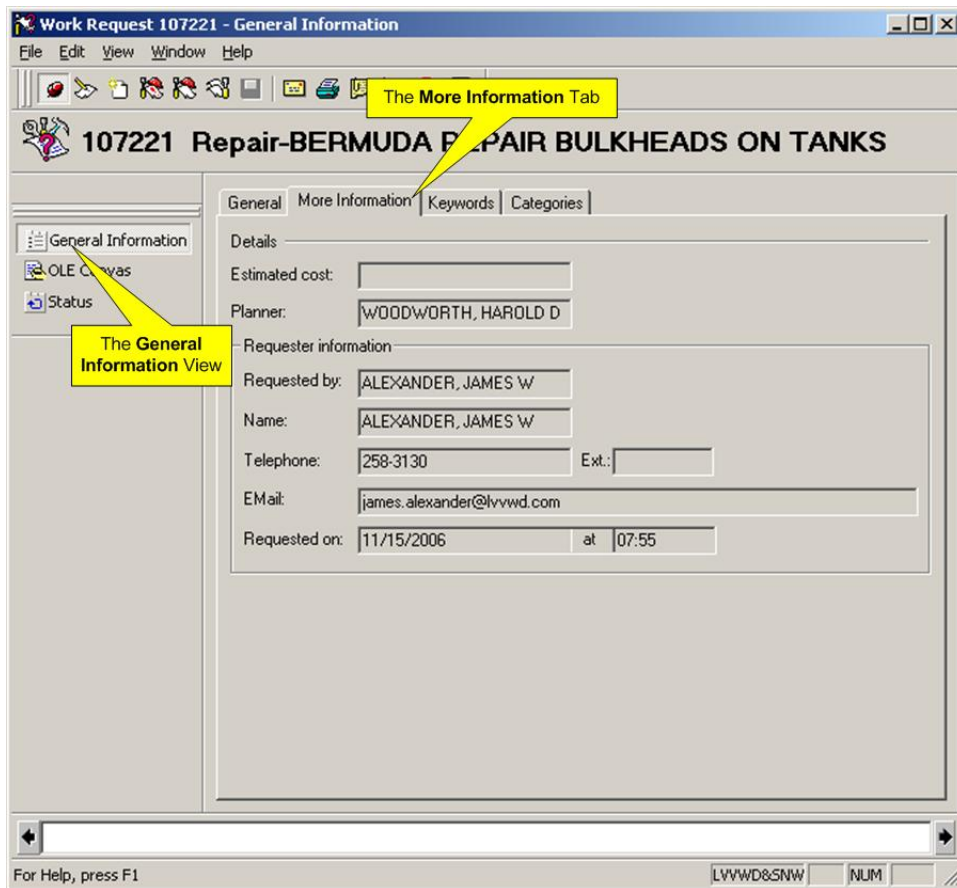 Work Request 107221 - General Information
File Edit View Window Help
The More Information Tab
107221 Repair-BERMUDA REPAIR BULKHEADS ON TANKS
General More Information Keywords Categories
General Information
OLE Canvas
Status
The General
Information View
Details
Estimated cost:
Planner: WOODWORTH, HAROLD D
Requester information
Requested by: ALEXANDER, JAMES W
Name: ALEXANDER, JAMES W
Telephone: 258-3130 Ext.:
EMail: james.alexander@lvvwd.com
Requested on: 11/15/2006 at 07:55
For Help, press F1 LVVWD&SNW NUM